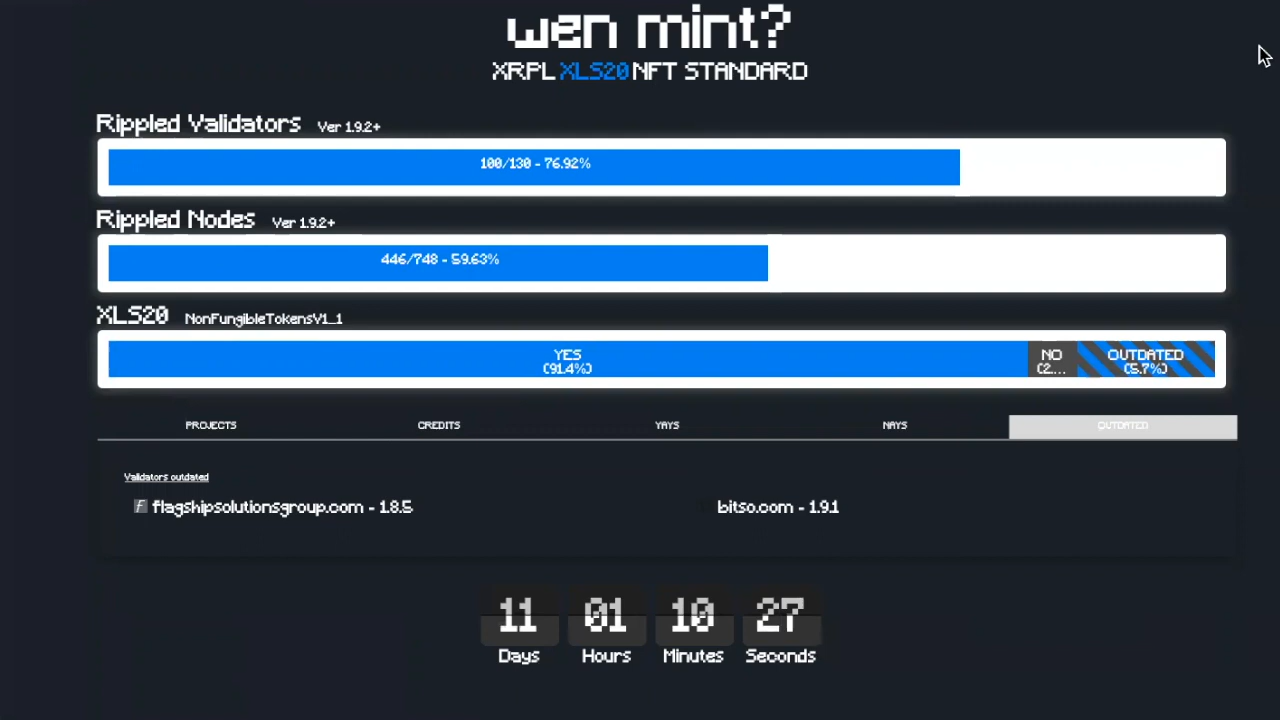 wen mint?
XRPL XLS20 NFT STANDARD
Rippled Validators Ver 1.9.2+
100/130 - 76.92%
Rippled Nodes Ver 1.9.2+
446/748 - 59.63%
XLS20 NonFungibleTokensV1_1
YES NO OUTDATED
(91.4%) (2... (5.7%)
PROJECTS CREDITS YAYS NAYS OUTDATED
Validators outdated
F flagshipsolutionsgroup.com - 1.8.5 bitso.com - 1.9.1
11 01 10 27
Days Hours Minutes Seconds